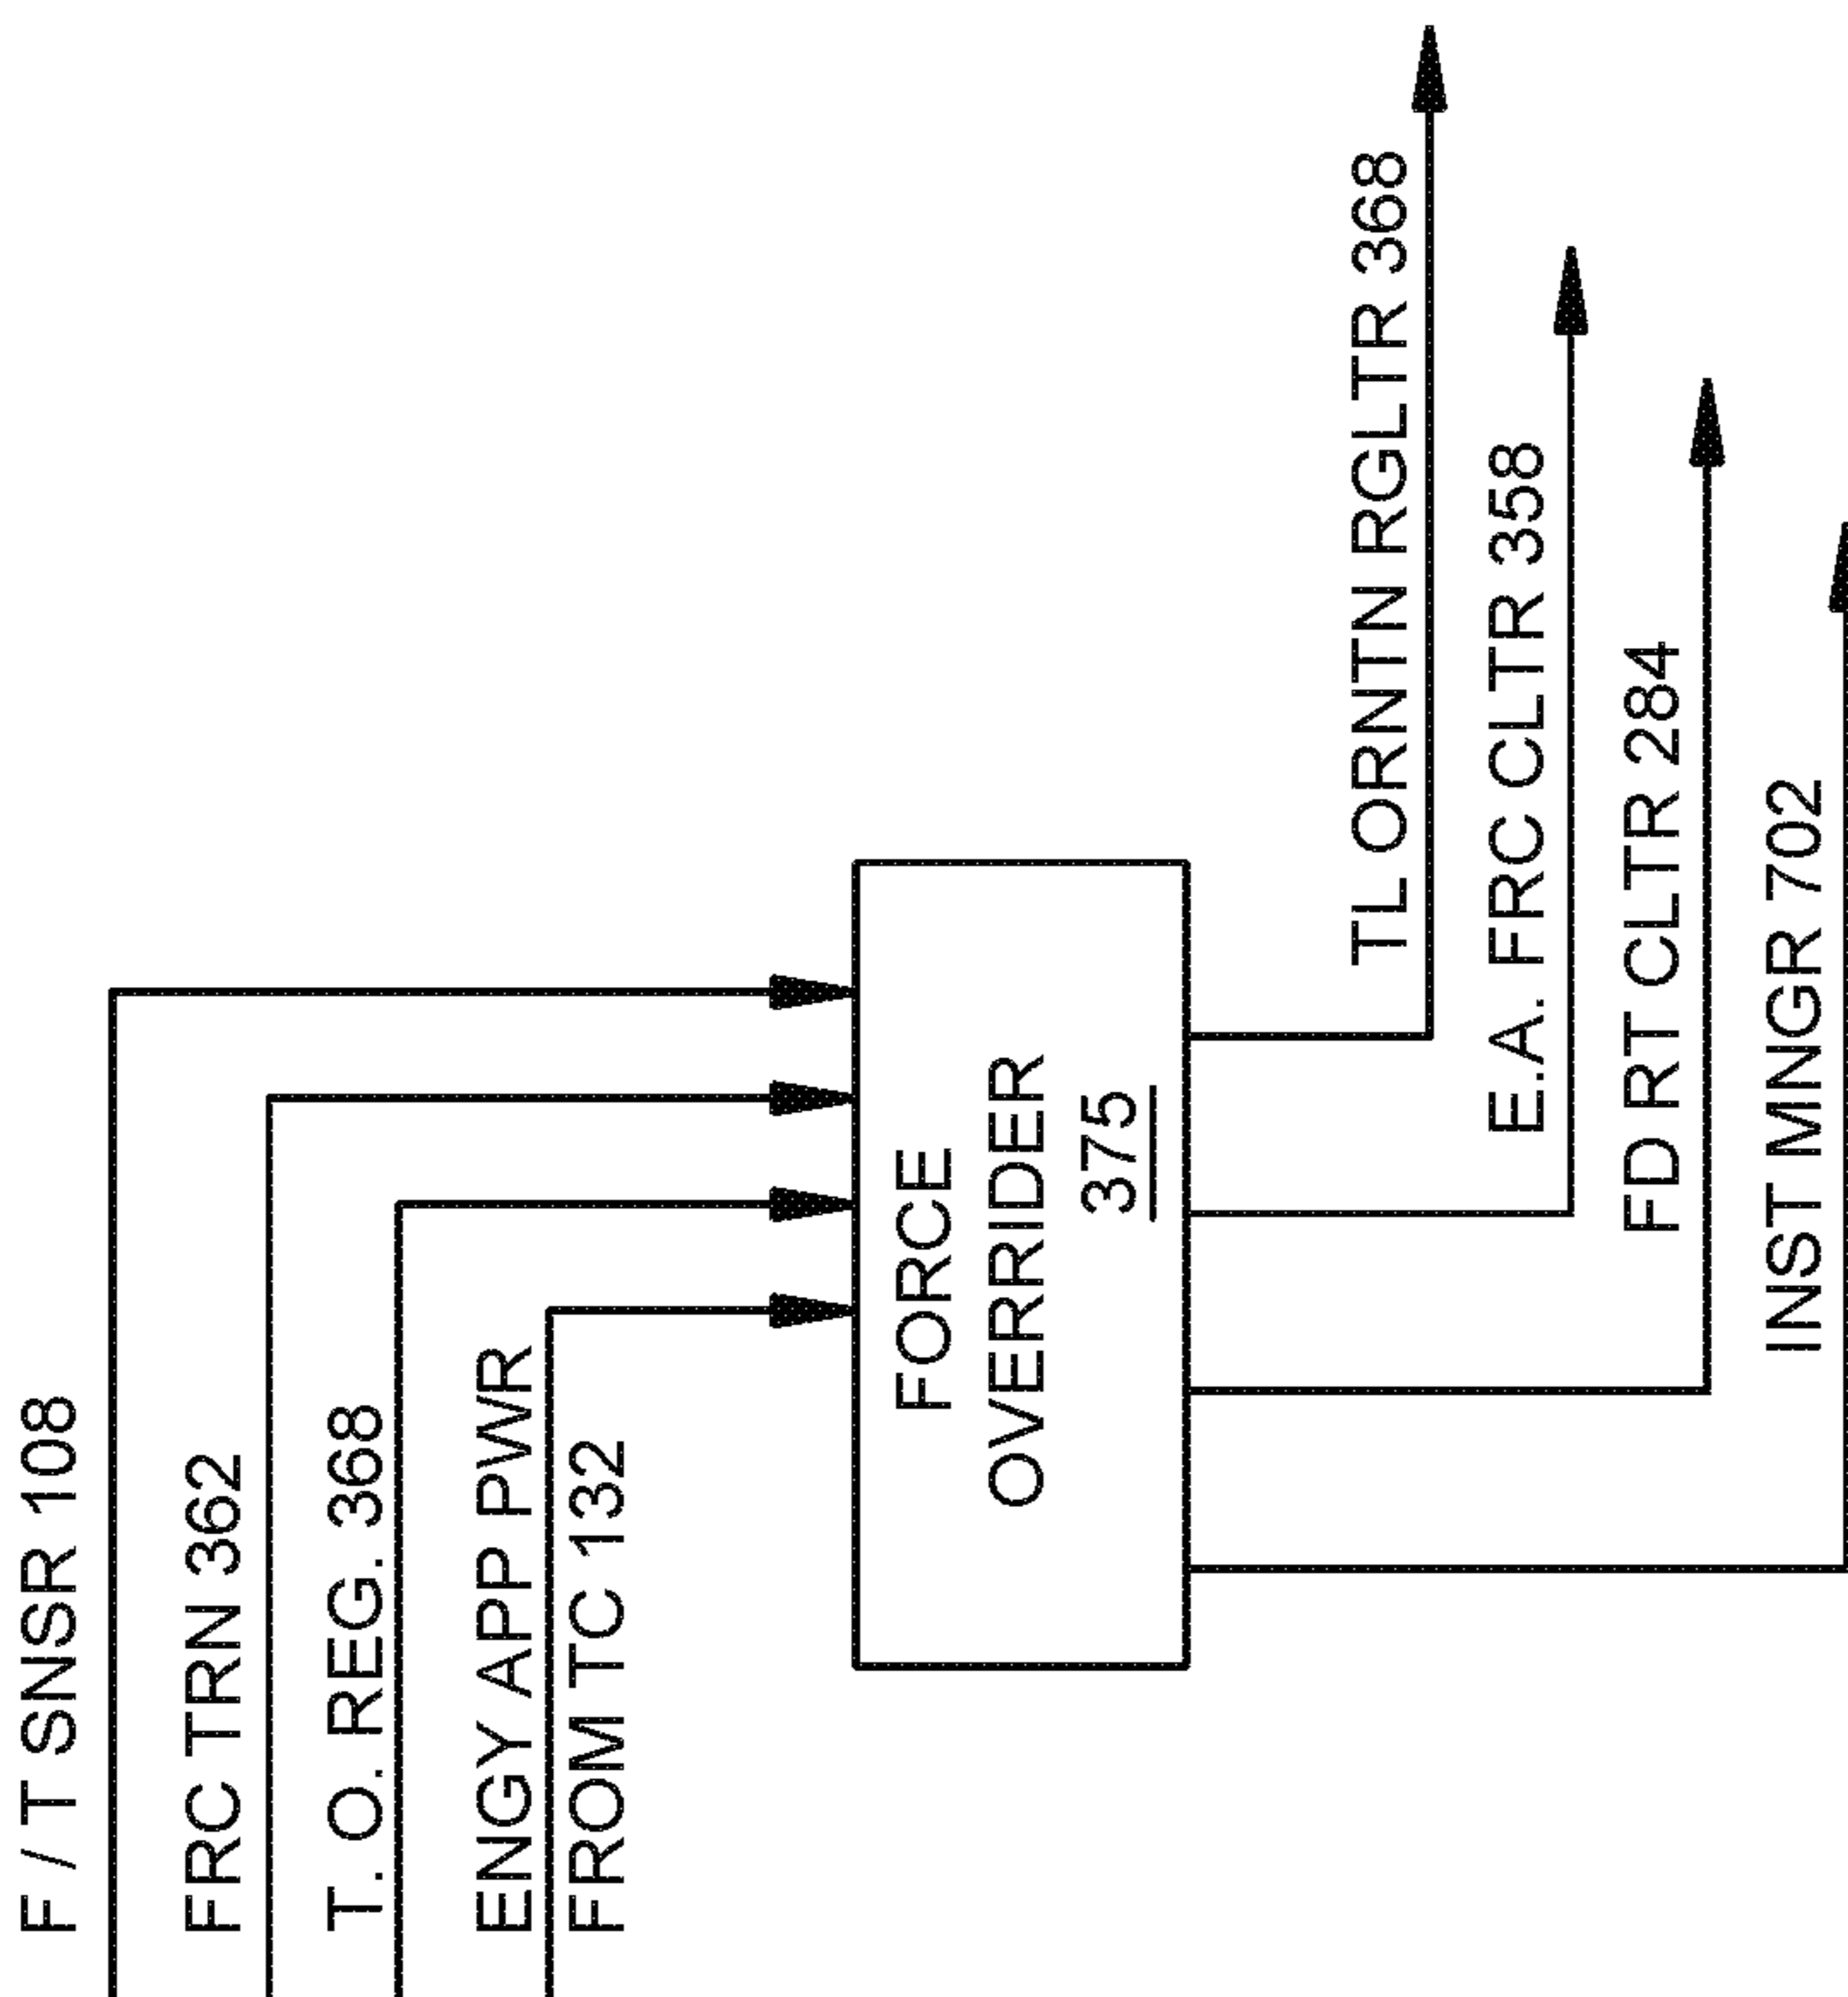 F / T SNSR 108
FRC TRN 362
T. O. REG. 368
ENGY APP PWR
FROM TC 132
FORCE
OVERRIDER
375
TL ORNTN RGLTR 368
E.A. FRC CLTR 358
FD RT CLTR 284
INST MNGR 702